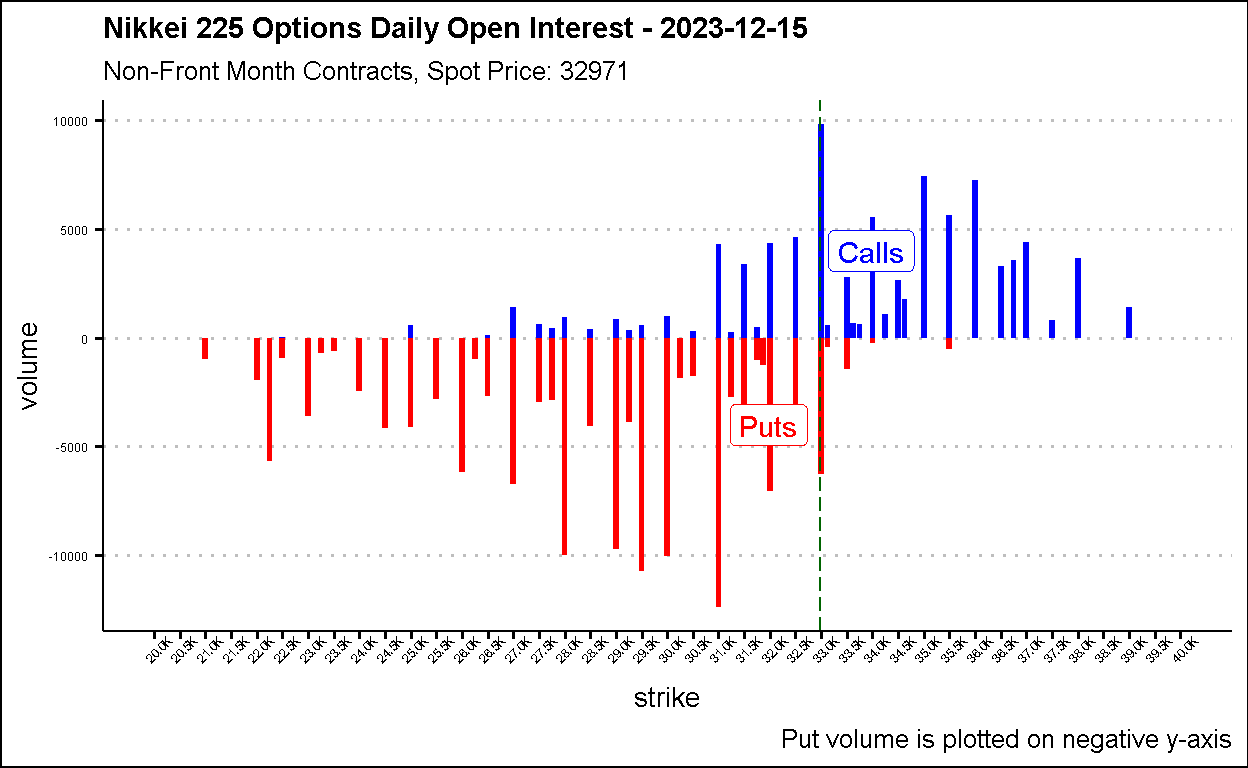 Nikkei 225 Options Daily Open Interest - 2023-12-15
Non-Front Month Contracts, Spot Price: 32971
10000
5000
0
-5000
-10000
volume
Calls
Puts
20.0K 20.5K 21.0K 21.5K 22.0K 22.5K 23.0K 23.5K 24.0K 24.5K 25.0K 25.5K 26.0K 26.5K 27.0K 27.5K 28.0K 28.5K 29.0K 29.5K 30.0K 30.5K 31.0K 31.5K 32.0K 32.5K 33.0K 33.5K 34.0K 34.5K 35.0K 35.5K 36.0K 36.5K 37.0K 37.5K 38.0K 38.5K 39.0K 39.5K 40.0K
strike
Put volume is plotted on negative y-axis